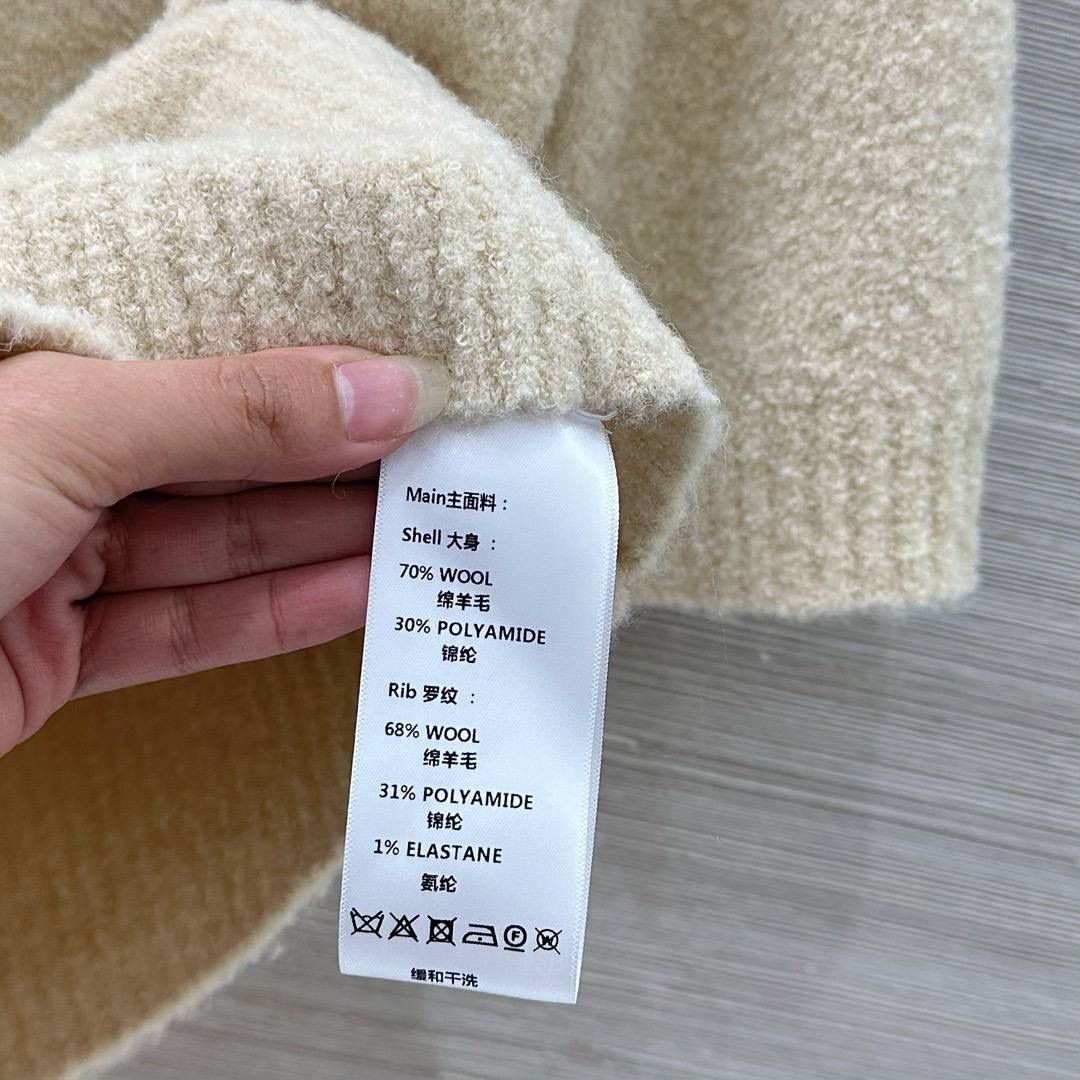 Main主面料：
Shell 大身 ：
70% WOOL
绵羊毛
30% POLYAMIDE
锦纶
Rib 罗纹 ：
68% WOOL
绵羊毛
31% POLYAMIDE
锦纶
1% ELASTANE
氨纶
F W
缓和干洗